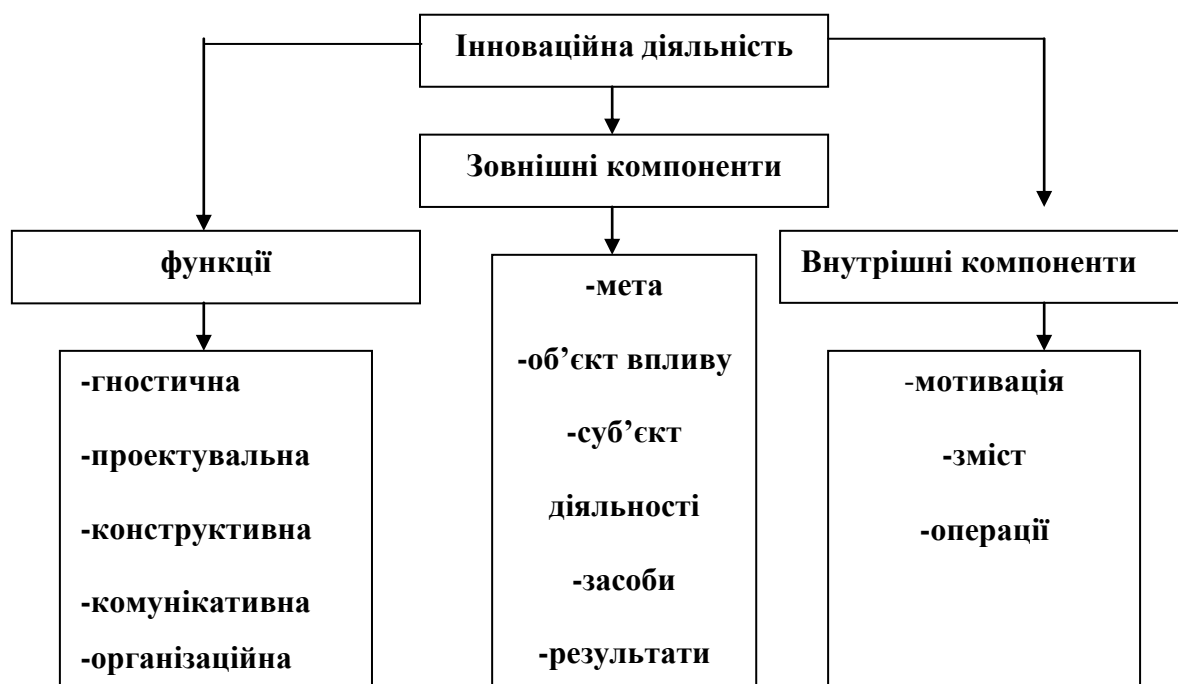 Інноваційна діяльність
Зовнішні компоненти
функції
Внутрішні компоненти
-гностична
-проектувальна
-конструктивна
-комунікативна
-організаційна
-мета
-об’єкт впливу
-суб’єкт
діяльності
-засоби
-результати
-мотивація
-зміст
-операції